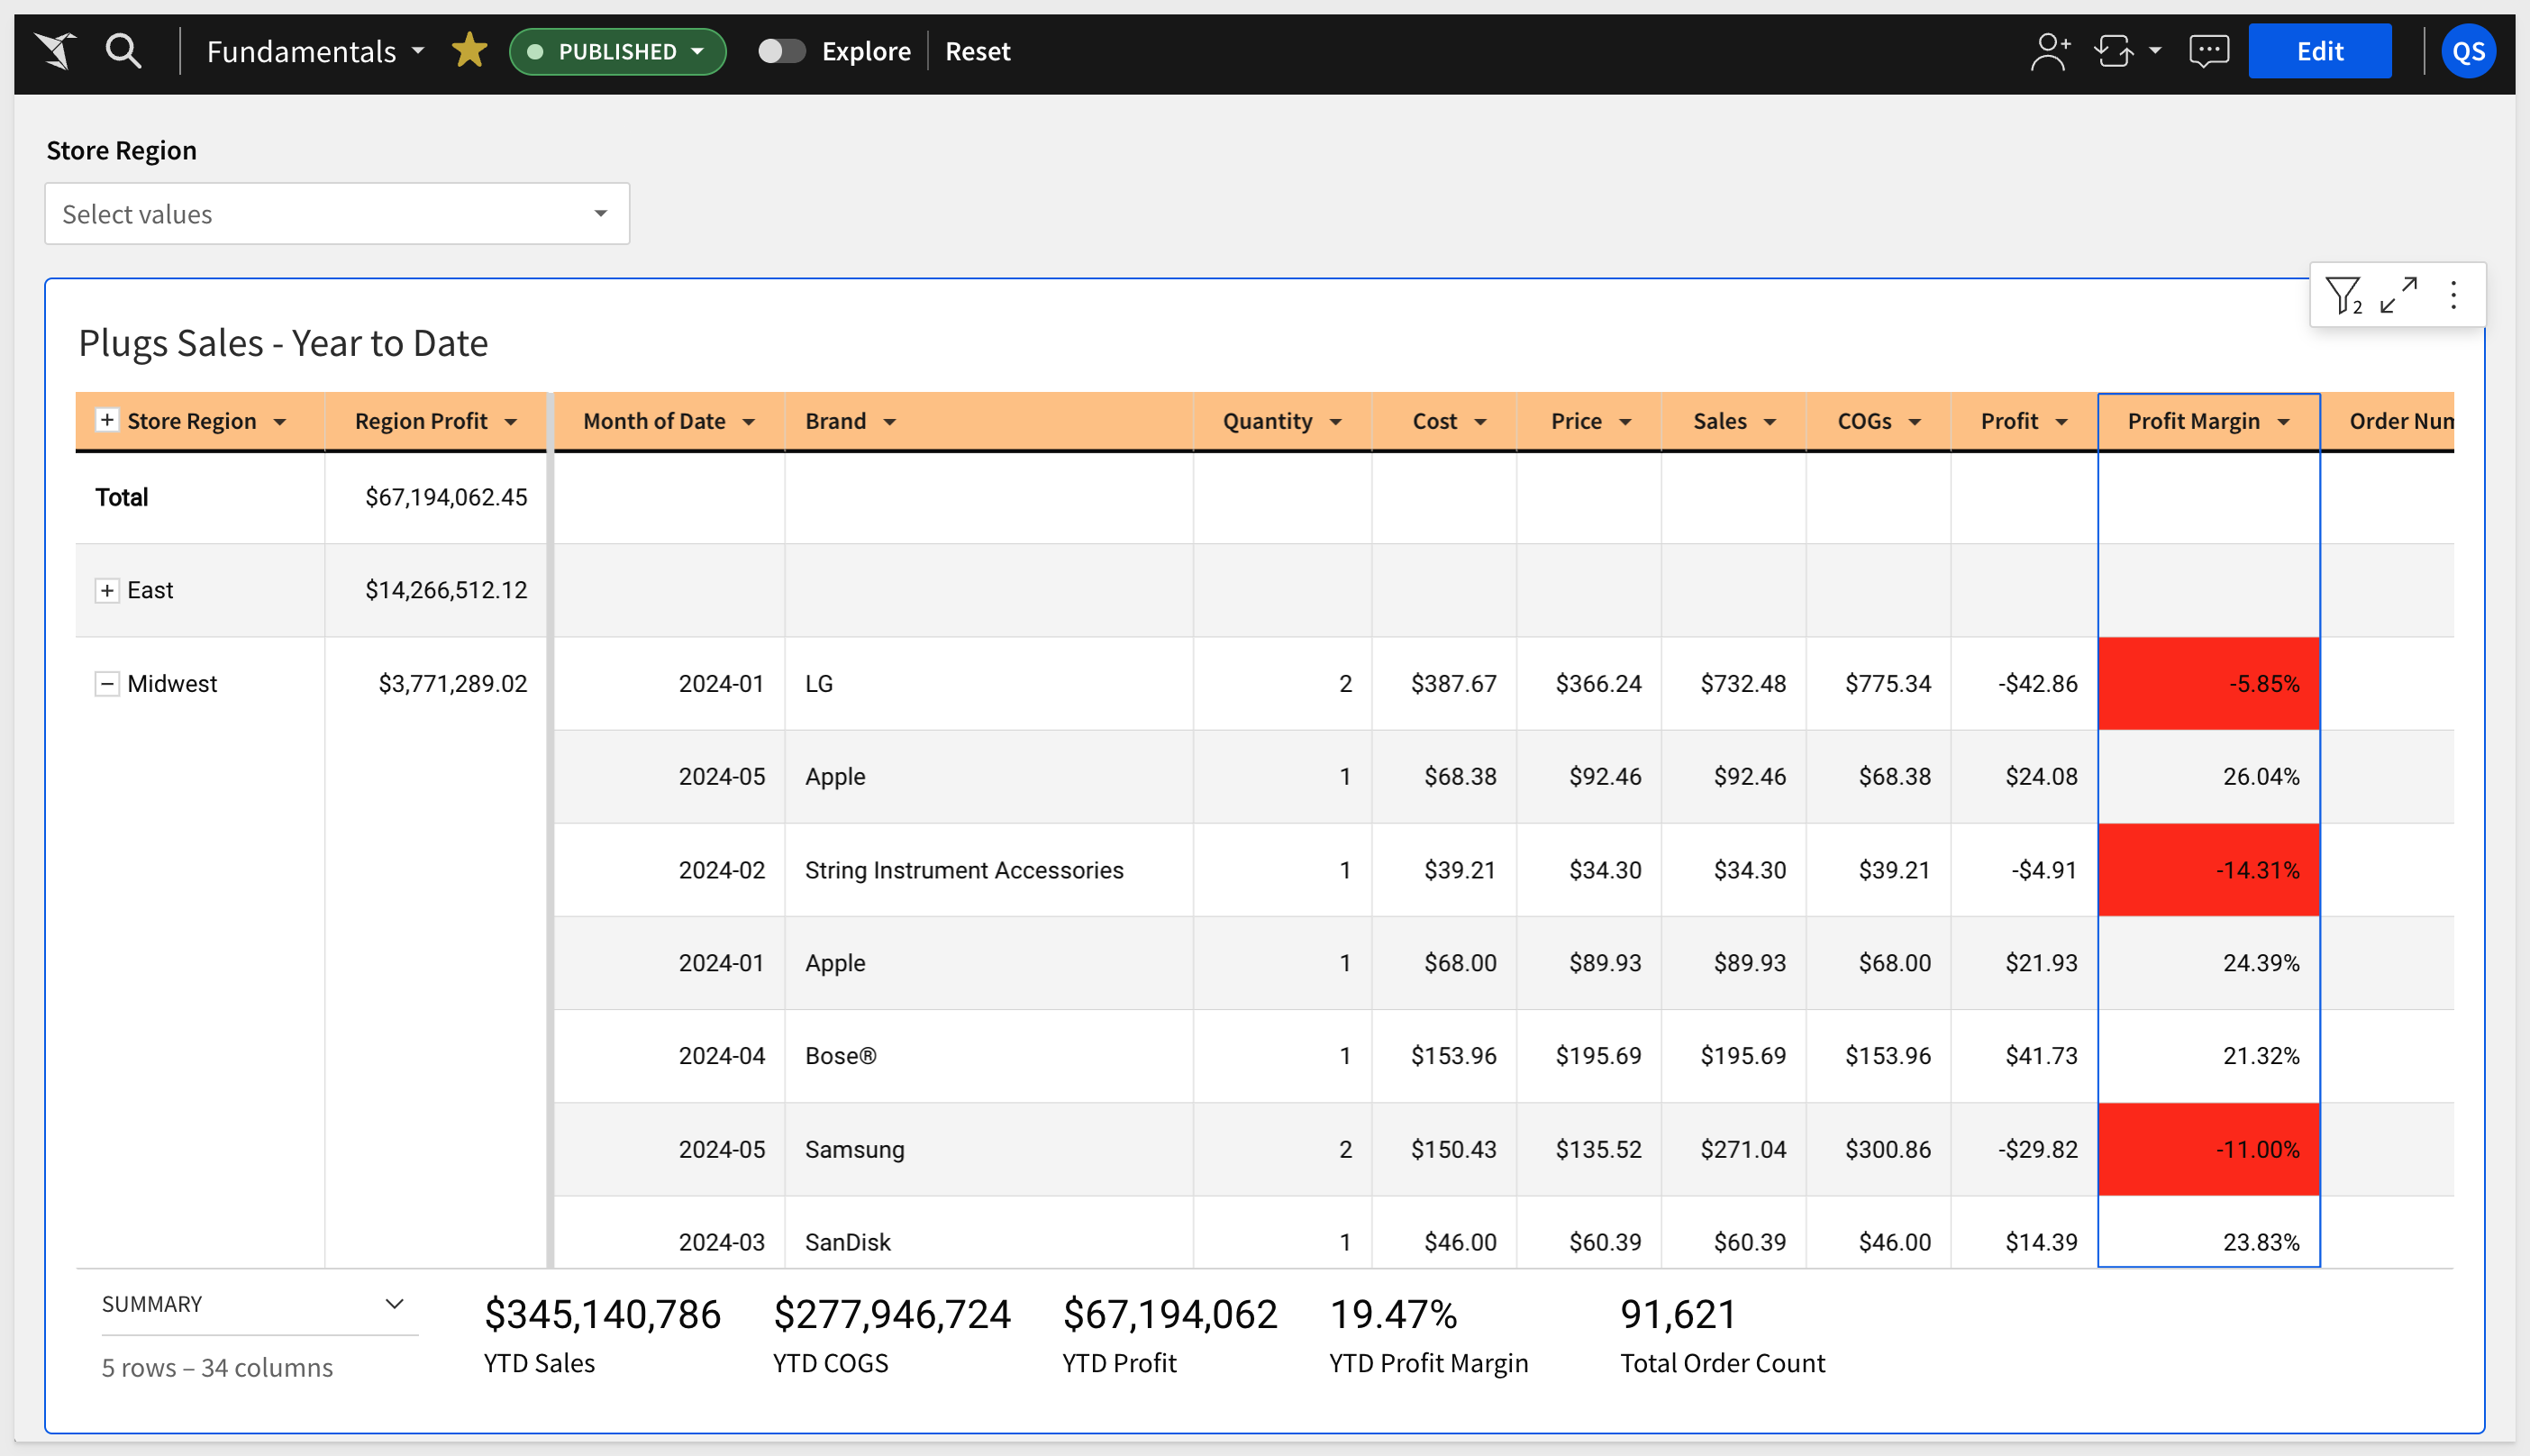 Fundamentals PUBLISHED Explore Reset Edit QS
Store Region
Select values
2
Plugs Sales - Year to Date
Store Region Region Profit Month of Date Brand Quantity Cost Price Sales COGs Profit Profit Margin Order Num
Total $67,194,062.45
East $14,266,512.12
Midwest $3,771,289.02 2024-01 LG 2 $387.67 $366.24 $732.48 $775.34 -$42.86 -5.85%
2024-05 Apple 1 $68.38 $92.46 $92.46 $68.38 $24.08 26.04%
2024-02 String Instrument Accessories 1 $39.21 $34.30 $34.30 $39.21 -$4.91 -14.31%
2024-01 Apple 1 $68.00 $89.93 $89.93 $68.00 $21.93 24.39%
2024-04 Bose® 1 $153.96 $195.69 $195.69 $153.96 $41.73 21.32%
2024-05 Samsung 2 $150.43 $135.52 $271.04 $300.86 -$29.82 -11.00%
2024-03 SanDisk 1 $46.00 $60.39 $60.39 $46.00 $14.39 23.83%
SUMMARY $345,140,786 $277,946,724 $67,194,062 19.47% 91,621
5 rows – 34 columns YTD Sales YTD COGS YTD Profit YTD Profit Margin Total Order Count